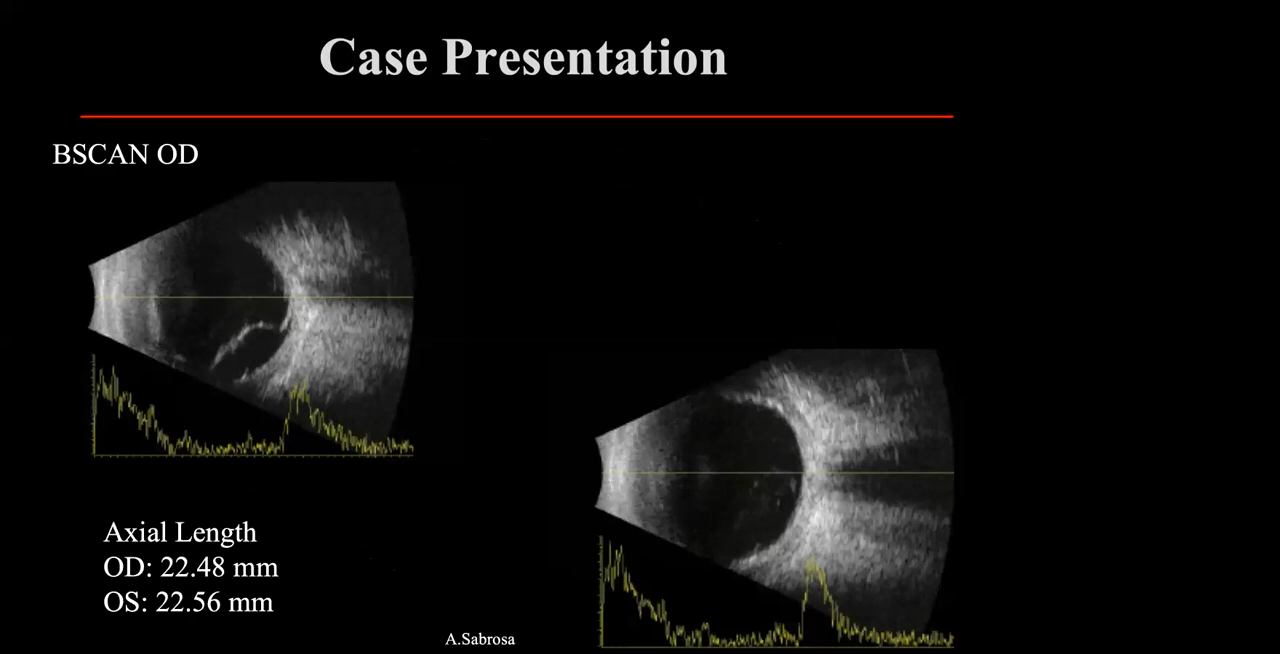 Case Presentation
BSCAN OD
Axial Length
OD: 22.48 mm
OS: 22.56 mm
A.Sabrosa